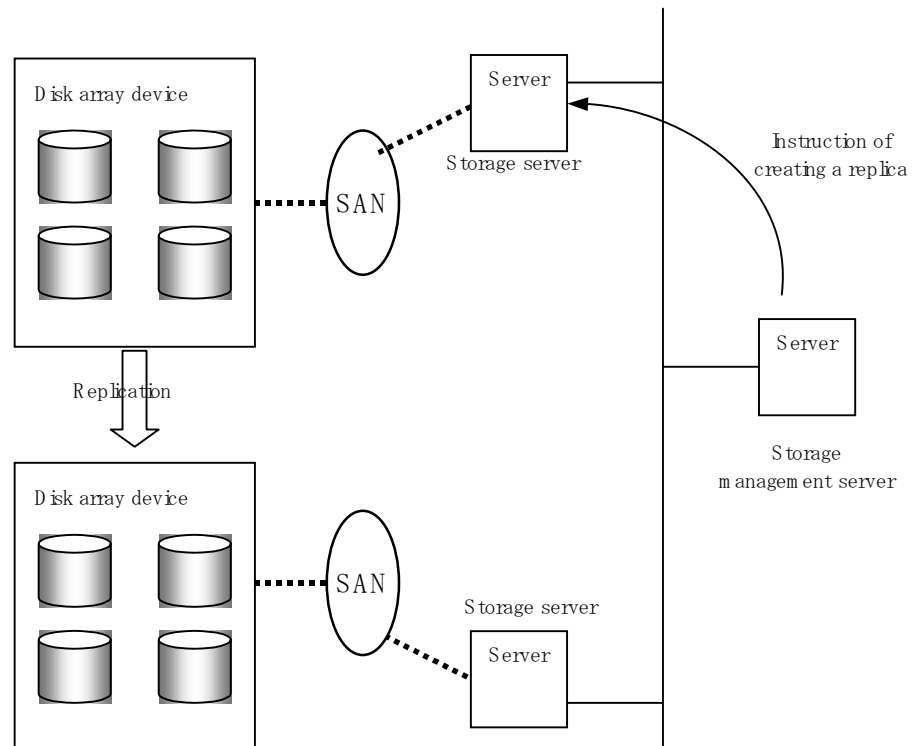 Disk array device
Server
Storage server
SAN
Instruction of
creating a replica
Server
Storage
management server
Replication
Disk array device
SAN
Storage server
Server